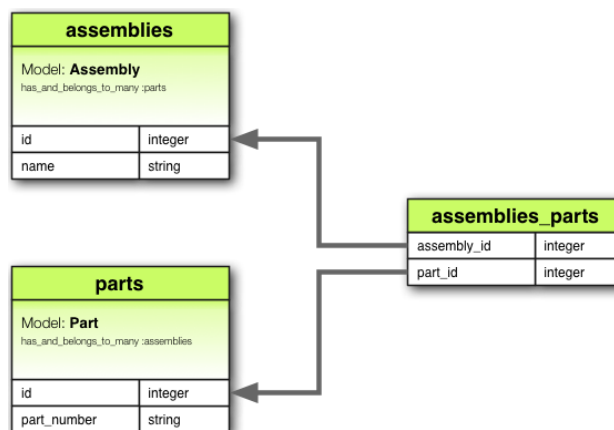 assemblies
Model: Assembly
has_and_belongs_to_many :parts
id integer
name string
assemblies_parts
assembly_id integer
part_id integer
parts
Model: Part
has_and_belongs_to_many :assemblies
id integer
part_number string